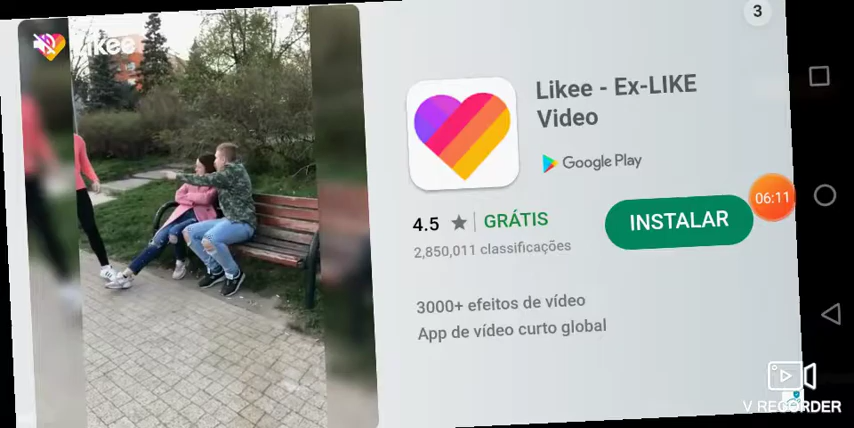 Likee
3
Likee - Ex-LIKE
Video
Google Play
4.5 ★ | GRÁTIS
2,850,011 classificações
INSTALAR
06:11
3000+ efeitos de vídeo
App de vídeo curto global
V RECORDER